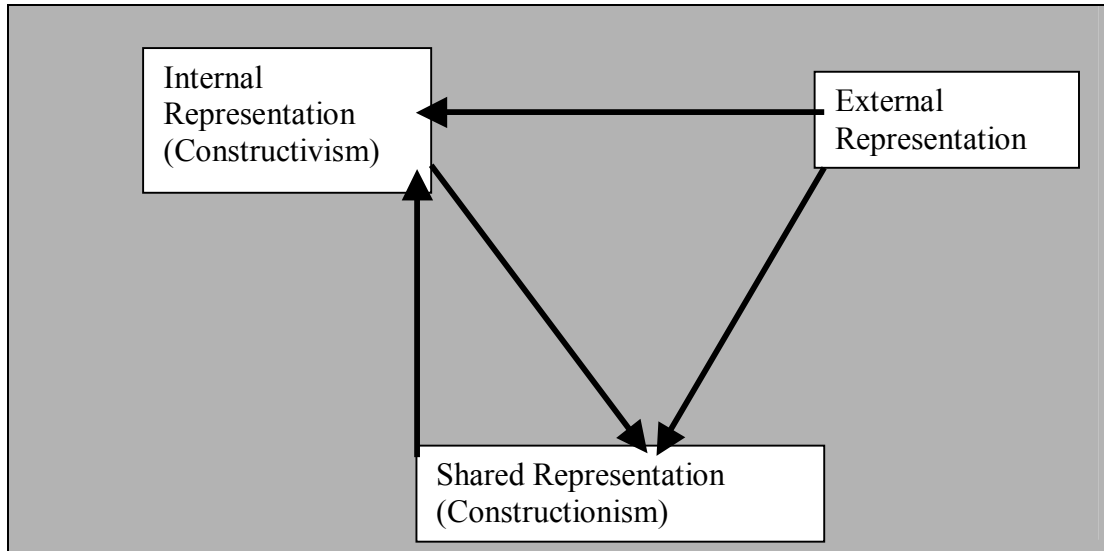 Internal
Representation
(Constructivism)
External
Representation
Shared Representation
(Constructionism)